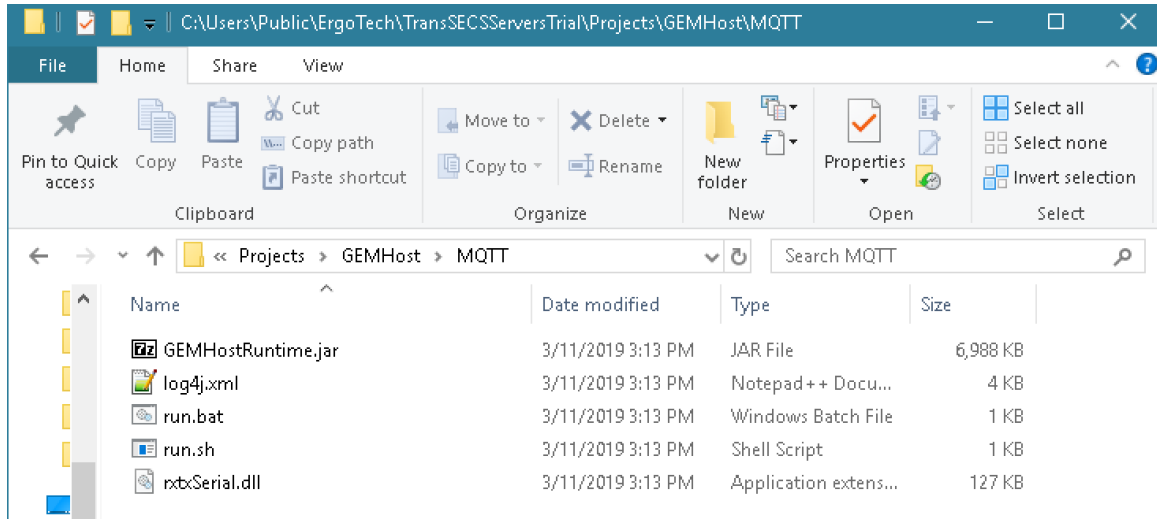 C:\Users\Public\ErgoTech\TransSECSServersTrial\Projects\GEMHost\MQTT
File Home Share View
Pin to Quick access
Copy
Paste
Cut
Copy path
Paste shortcut
Move to
Copy to
Delete
Rename
New folder
Properties
Select all
Select none
Invert selection
Clipboard Organize New Open Select
« Projects > GEMHost > MQTT
Search MQTT
Name Date modified Type Size
GEMHostRuntime.jar 3/11/2019 3:13 PM JAR File 6,988 KB
log4j.xml 3/11/2019 3:13 PM Notepad++ Docu... 4 KB
run.bat 3/11/2019 3:13 PM Windows Batch File 1 KB
run.sh 3/11/2019 3:13 PM Shell Script 1 KB
rxtxSerial.dll 3/11/2019 3:13 PM Application extens... 127 KB